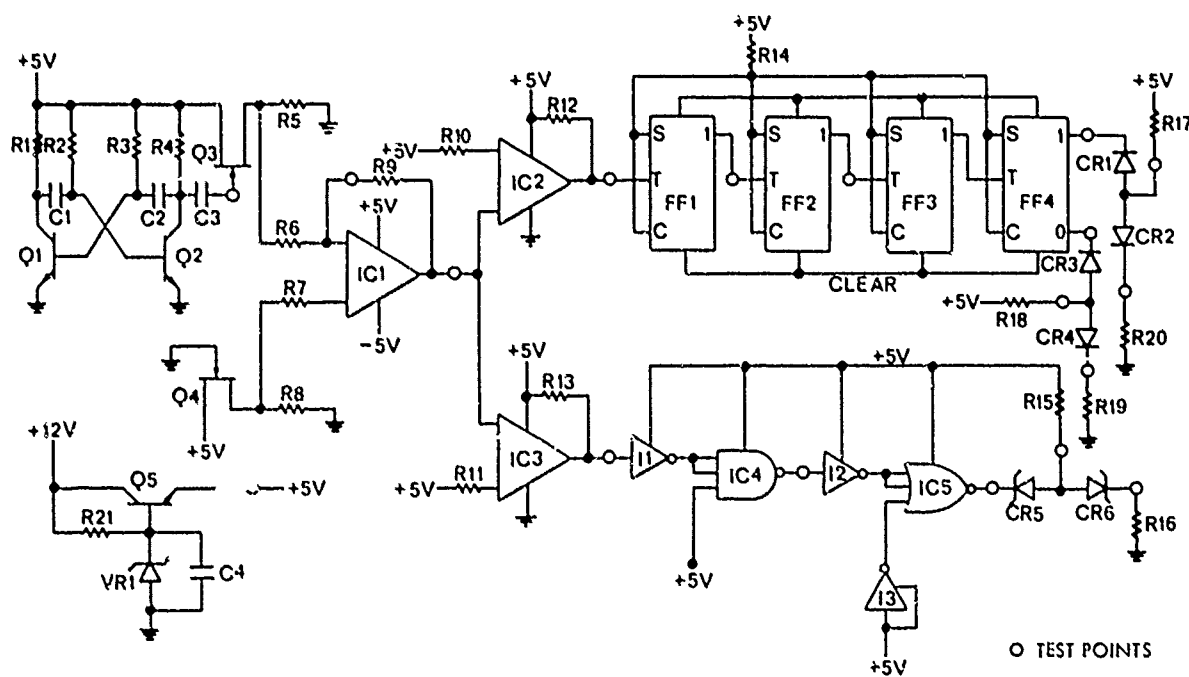 +5V
R1
R2
R3
R4
Q3
C1
C2
C3
Q1
Q2
R5
R6
R7
R8
R9
+5V
IC1
-5V
Q4
+5V
+12V
Q5
+5V
R21
VR1
C4
+5V
R12
R10
+5V
IC2
+5V
R13
R11
+5V
IC3
+5V
R14
S
1
T
FF1
C
S
1
T
FF2
C
S
1
T
FF3
C
S
1
T
FF4
C
0
CLEAR
+5V
R17
CR1
CR2
CR3
+5V
R18
CR4
R20
R19
+5V
R15
I1
IC4
+5V
I2
IC5
CR5
CR6
R16
I3
+5V
O TEST POINTS